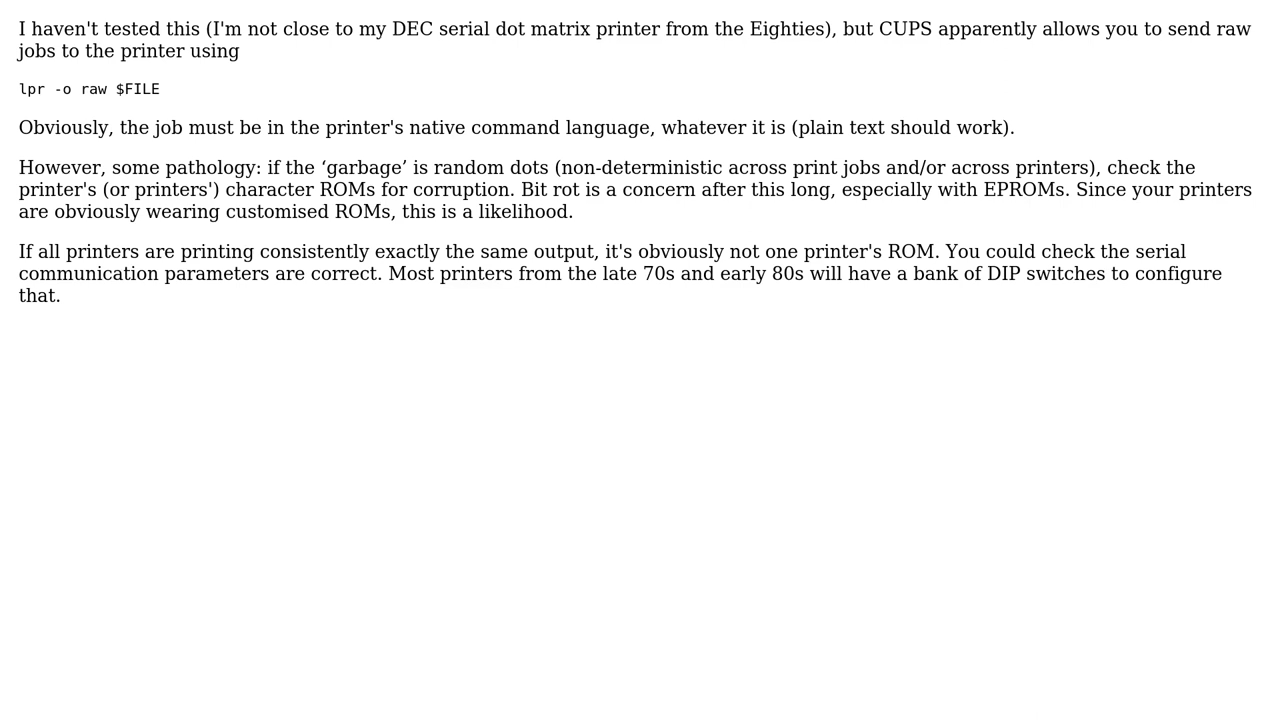 I haven't tested this (I'm not close to my DEC serial dot matrix printer from the Eighties), but CUPS apparently allows you to send raw
jobs to the printer using
lpr -o raw $FILE
Obviously, the job must be in the printer's native command language, whatever it is (plain text should work).
However, some pathology: if the ‘garbage’ is random dots (non-deterministic across print jobs and/or across printers), check the
printer's (or printers') character ROMs for corruption. Bit rot is a concern after this long, especially with EPROMs. Since your printers
are obviously wearing customised ROMs, this is a likelihood.
If all printers are printing consistently exactly the same output, it's obviously not one printer's ROM. You could check the serial
communication parameters are correct. Most printers from the late 70s and early 80s will have a bank of DIP switches to configure
that.